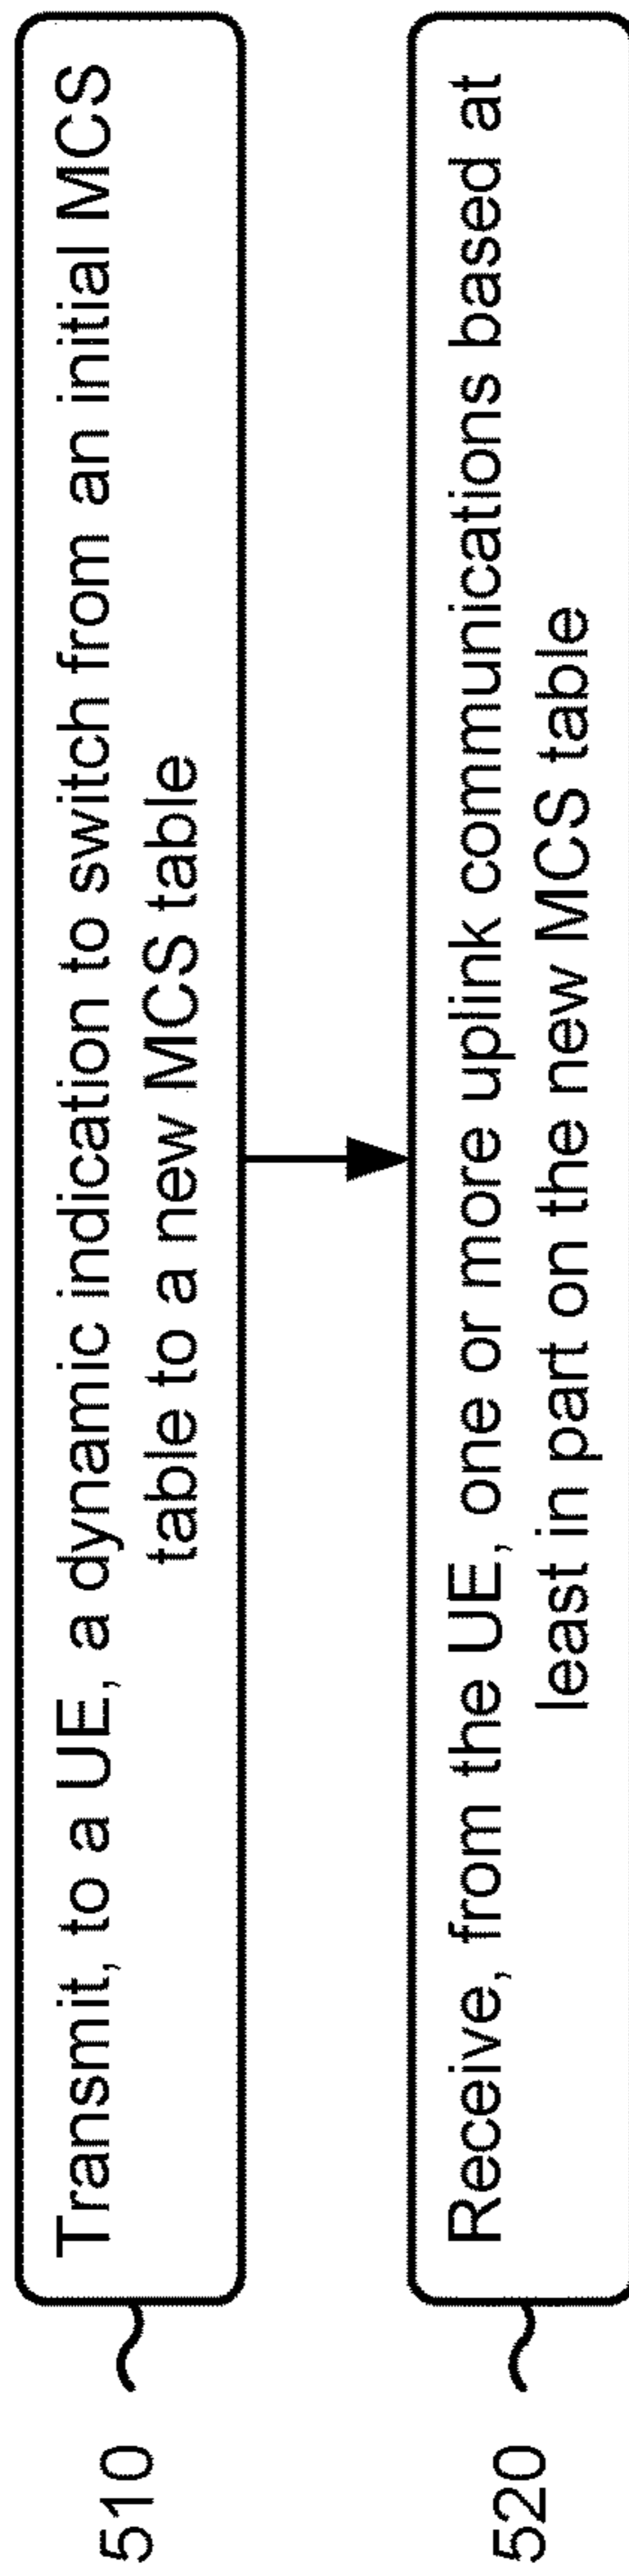 510
Transmit, to a UE, a dynamic indication to switch from an initial MCS
table to a new MCS table
520
Receive, from the UE, one or more uplink communications based at
least in part on the new MCS table